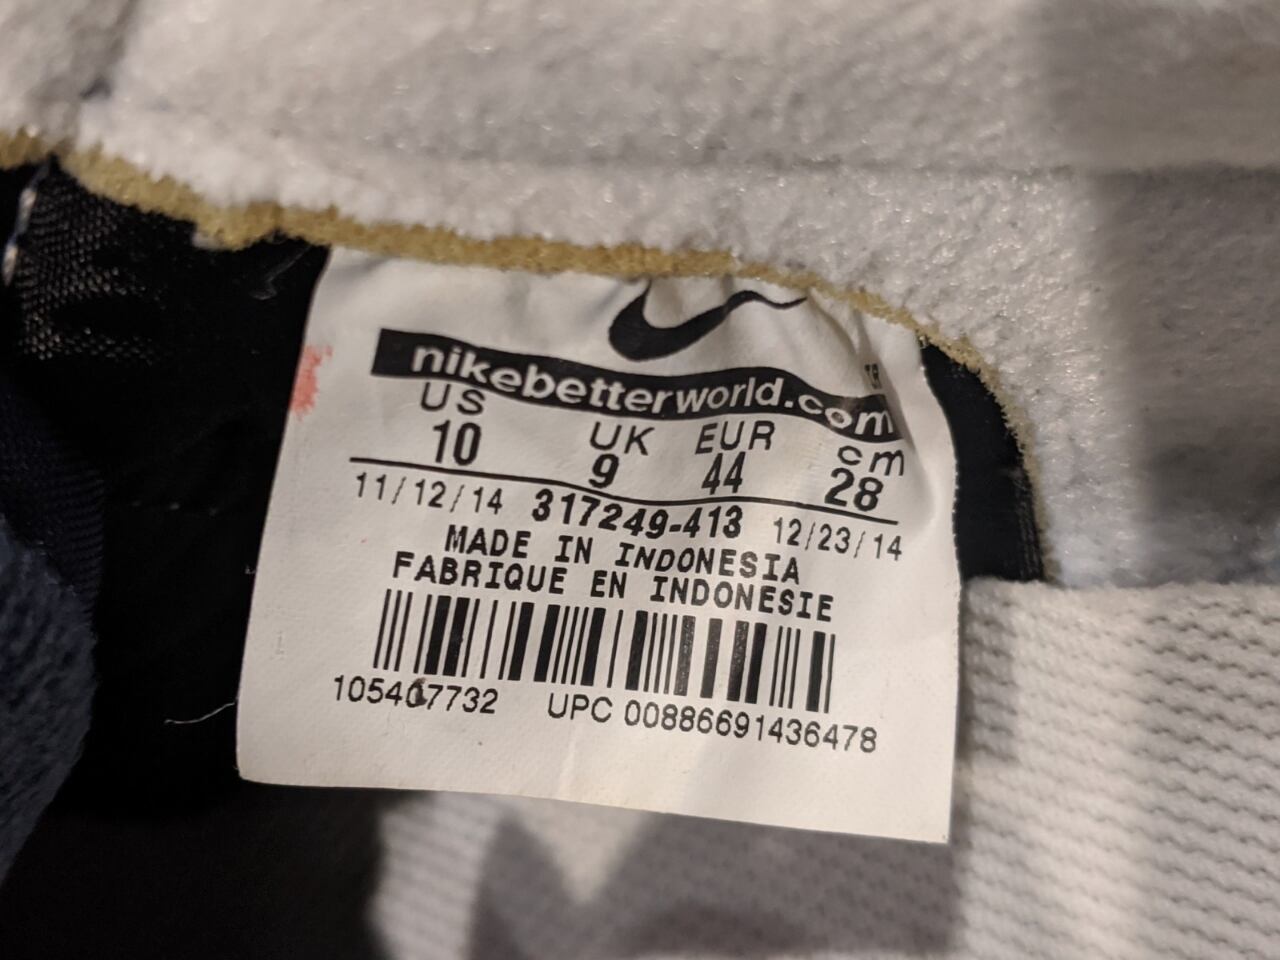 nikebetterworld.com
US UK EUR cm
10 9 44 28
11/12/14 317249-413 12/23/14
MADE IN INDONESIA
FABRIQUE EN INDONESIE
105407732 UPC 00886691436478